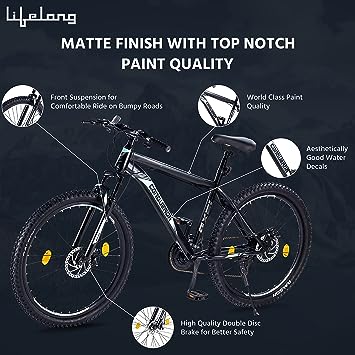 lifelong
MATTE FINISH WITH TOP NOTCH
PAINT QUALITY
Front Suspension for
Comfortable Ride on Bumpy Roads
World Class Paint
Quality
Aesthetically
Good Water
Decals
High Quality Double Disc
Brake for Better Safety